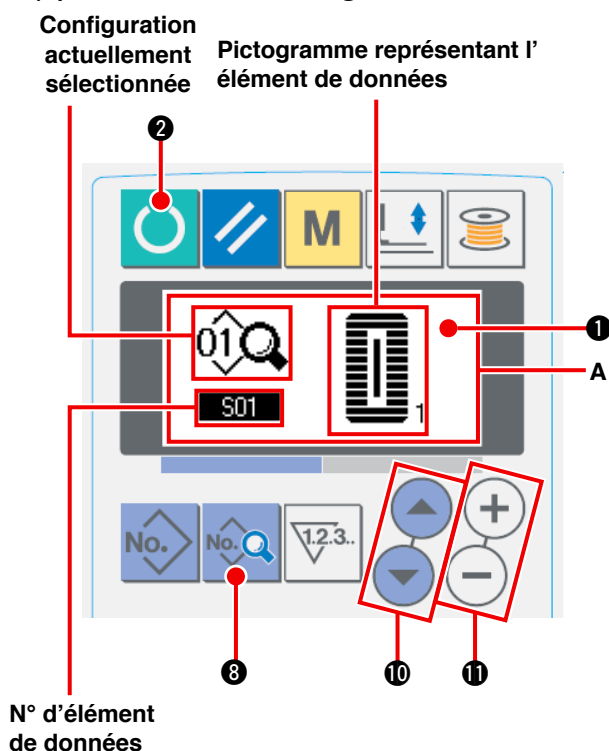 Configuration
actuellement
sélectionnée
Pictogramme représentant l’
élément de données
❷
M
❶
A
01
S01
1
No.
No.
1.2.3..
❽
❿
⓫
N° d’élément
de données